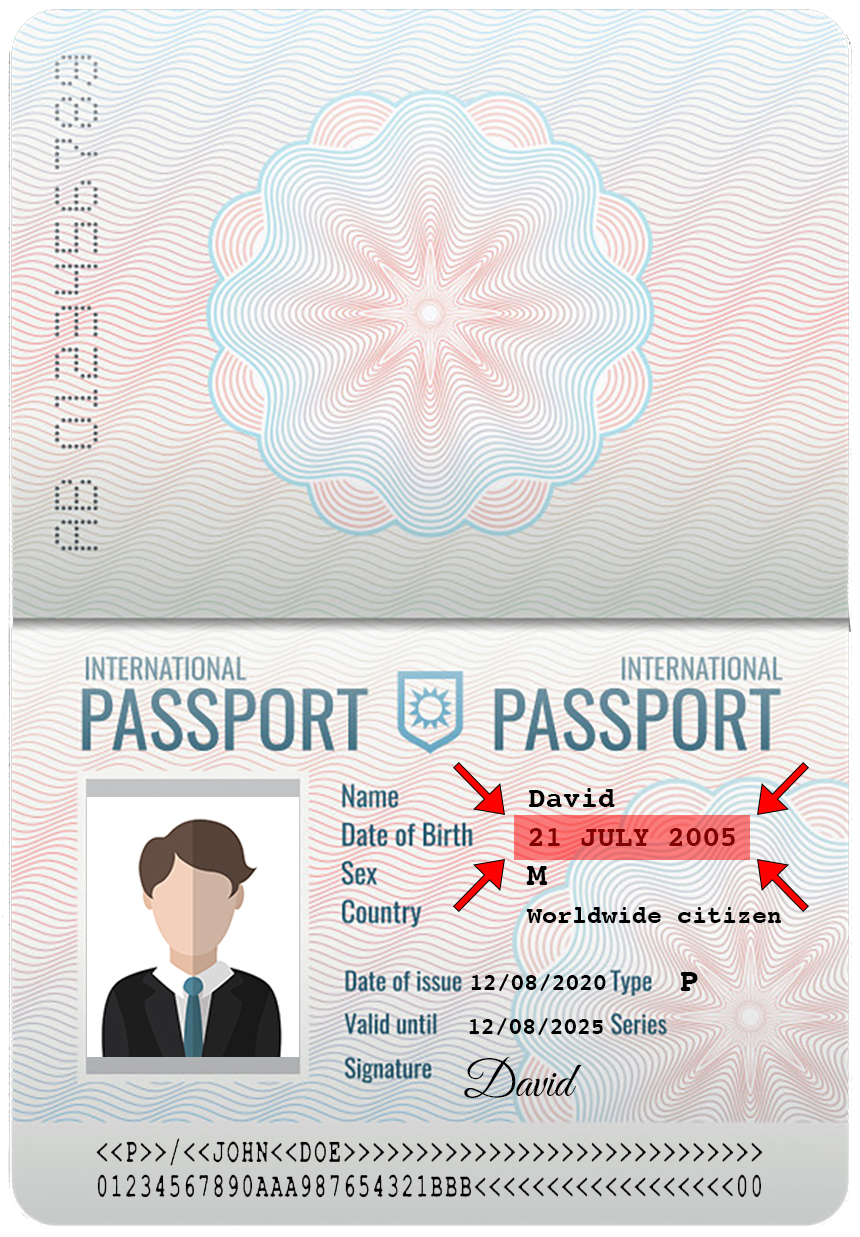 AB 0123456789
INTERNATIONAL INTERNATIONAL
PASSPORT PASSPORT
Name David
Date of Birth 21 JULY 2005
Sex M
Country Worldwide citizen
Date of issue 12/08/2020 Type P
Valid until 12/08/2025 Series
Signature David
<<P>>/<<JOHN<<DOE>>>>>>>>>>>>>>>>>>>>>>>>>>>>>
01234567890AAA987654321BBB<<<<<<<<<<<<<<<<<<00